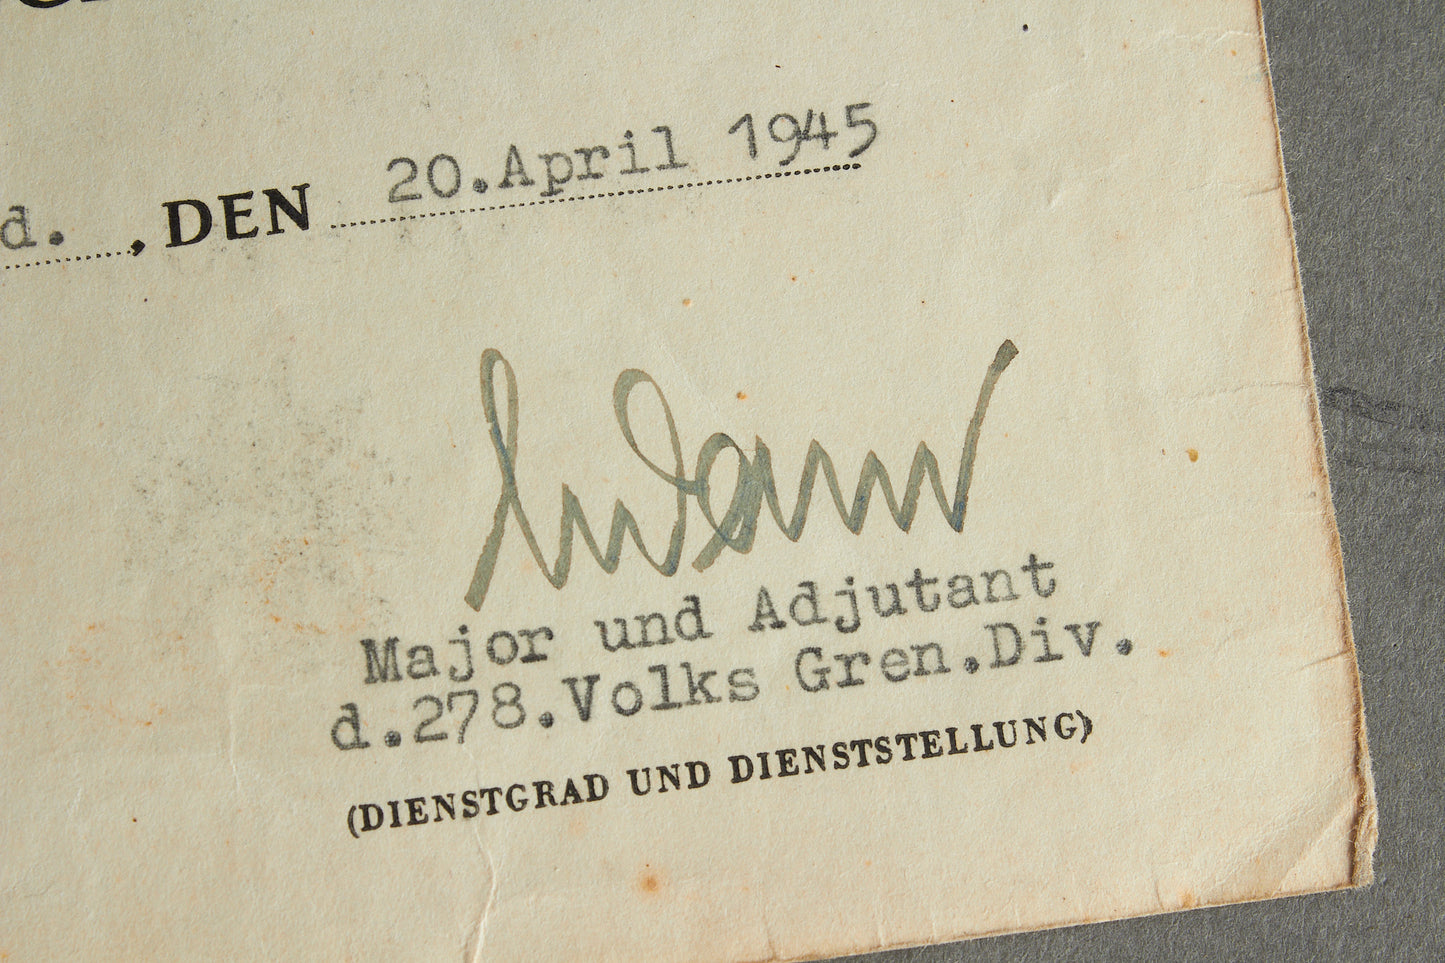 d. , DEN 20.April 1945
Major und Adjutant
d.278.Volks Gren.Div.
(DIENSTGRAD UND DIENSTSTELLUNG)